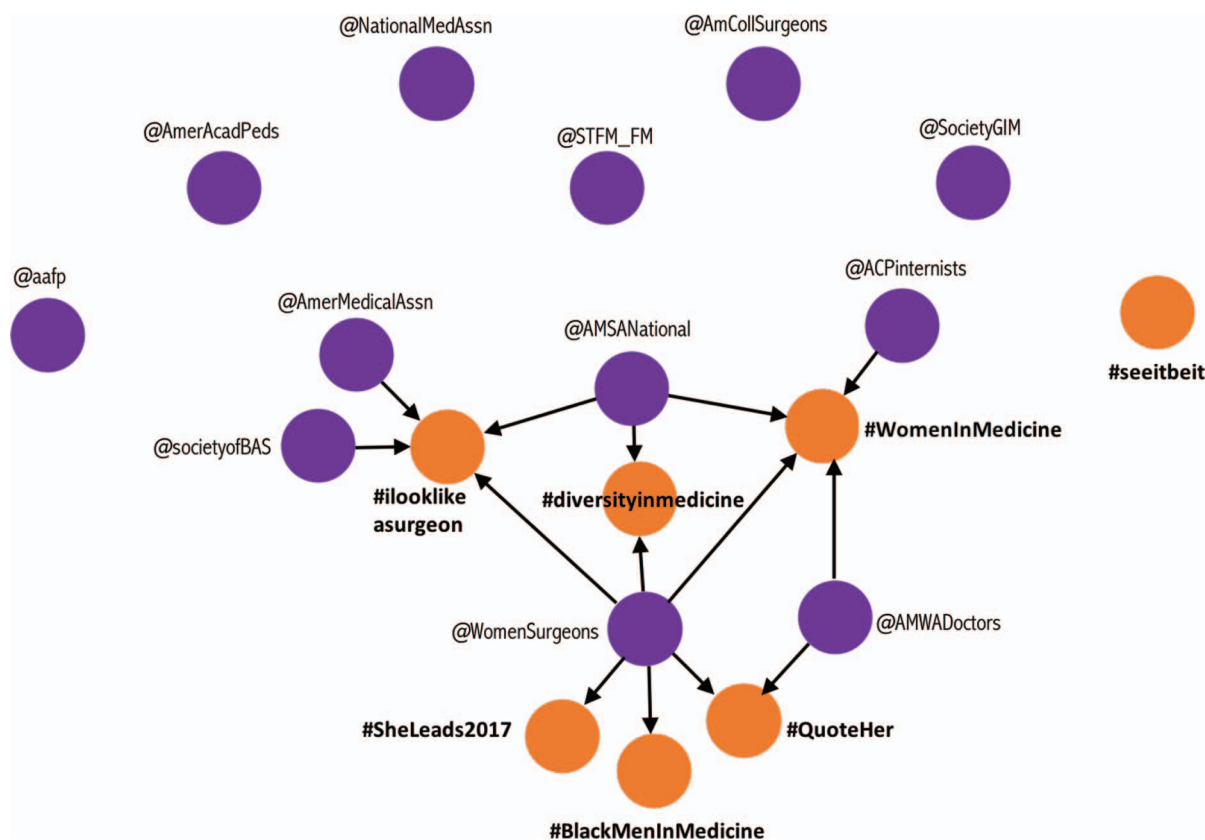 @NationalMedAssn
@AmCollSurgeons
@AmerAcadPeds
@STFM_FM
@SocietyGIM
@aafp
@AmerMedicalAssn
@AMSANational
@ACPinternists
#seeitbeit
@societyofBAS
#WomenInMedicine
#ilooklike
asurgeon
#diversityinmedicine
@WomenSurgeons
@AMWADoctors
#SheLeads2017
#QuoteHer
#BlackMenInMedicine